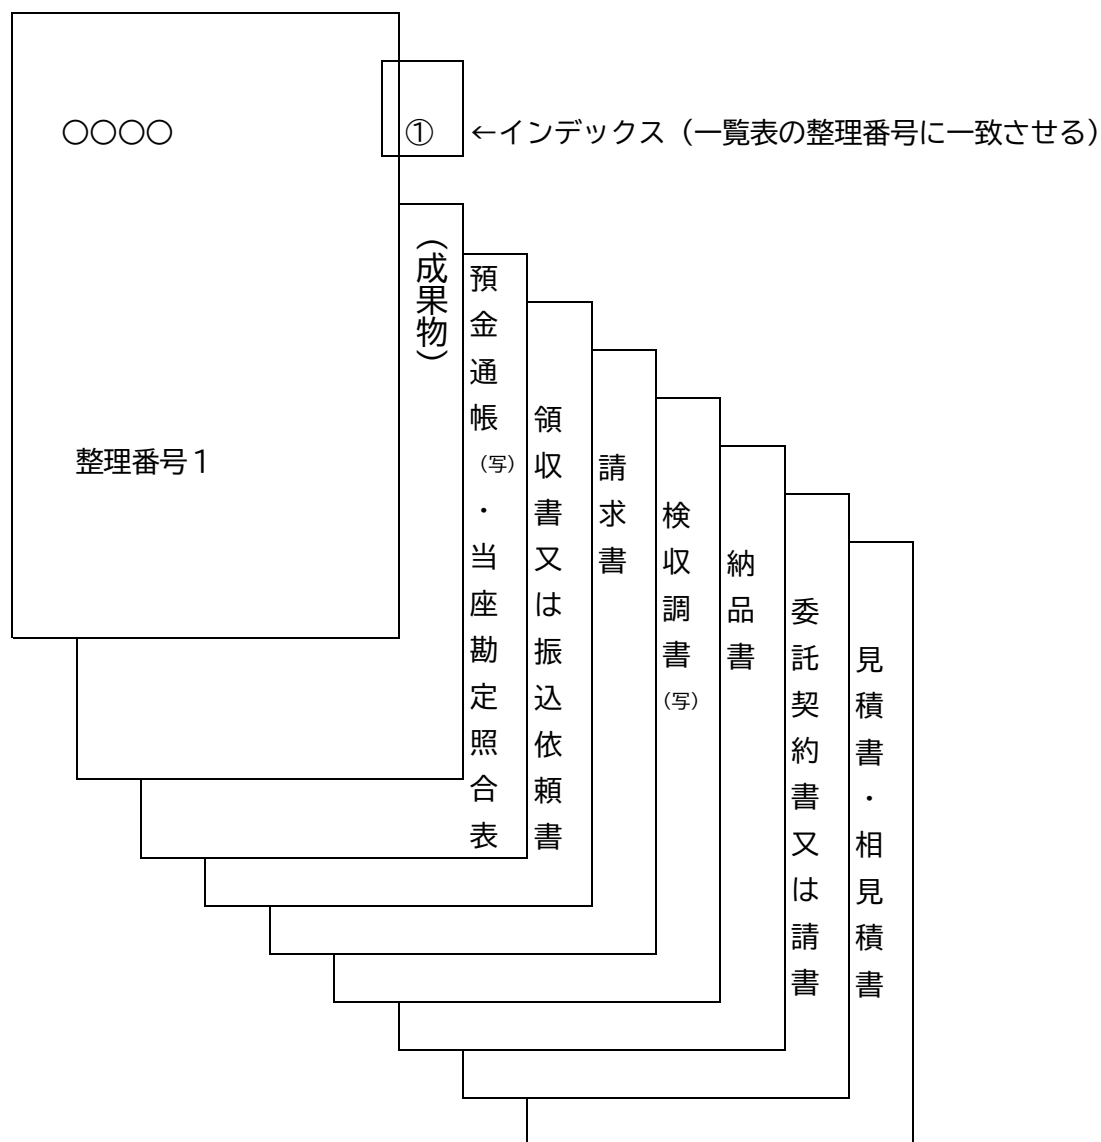 〇〇〇〇
①
←インデックス（一覧表の整理番号に一致させる）
整理番号１
（成果物）
預金通帳（写）・当座勘定照合表
領収書又は振込依頼書
請求書
検収調書（写）
納品書
委託契約書又は請書
見積書・相見積書